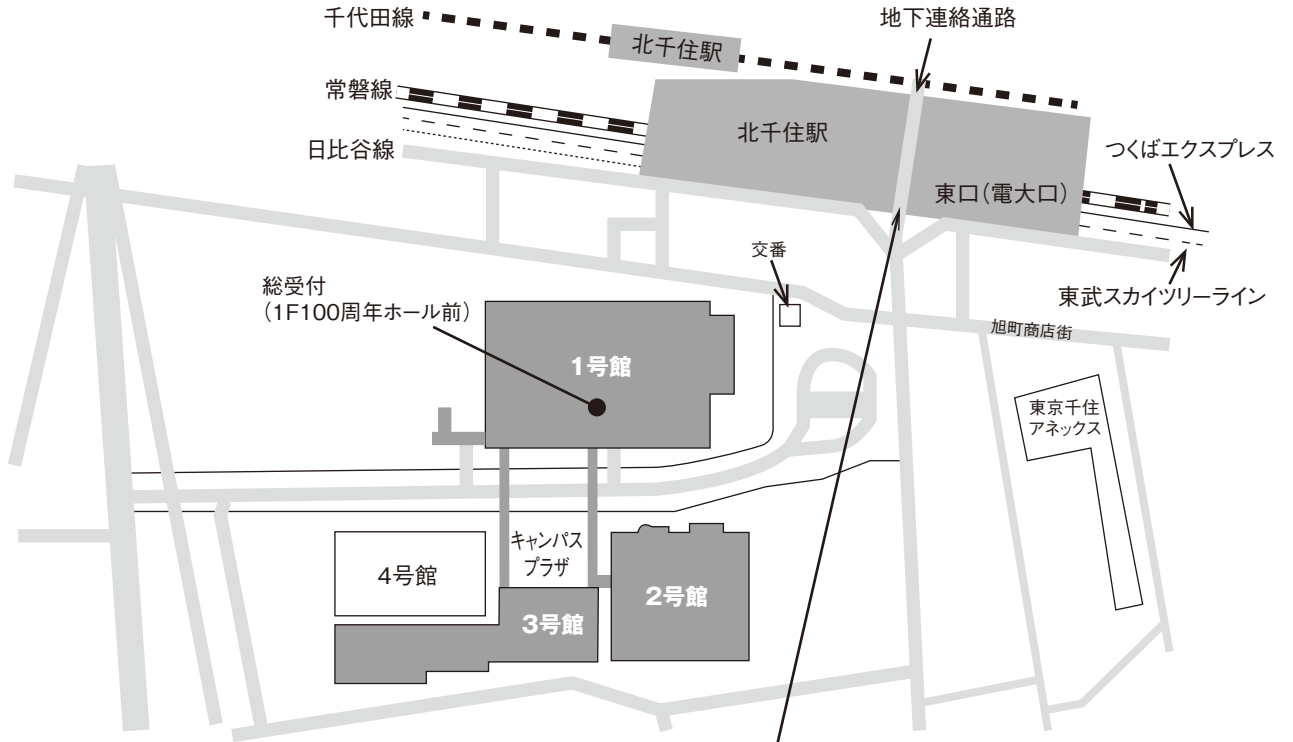 千代田線
地下連絡通路
北千住駅
常磐線
北千住駅
日比谷線
つくばエクスプレス
東口(電大口)
交番
総受付
(1F100周年ホール前)
東武スカイツリーライン
旭町商店街
1号館
東京千住
アネックス
キャンパス
プラザ
4号館
2号館
3号館